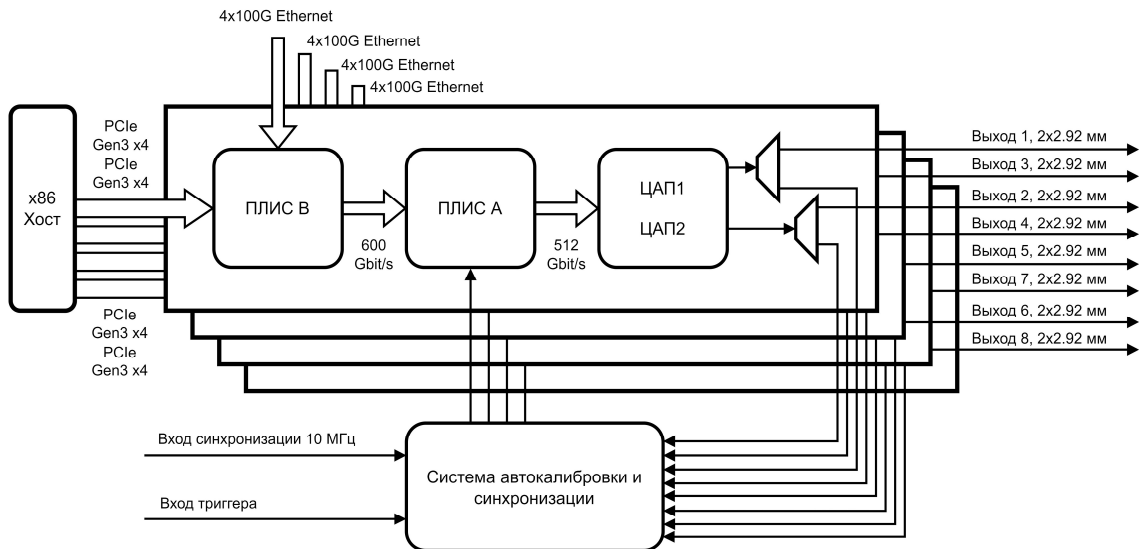 4x100G Ethernet
4x100G Ethernet
4x100G Ethernet
4x100G Ethernet
PCIe
Gen3 x4
PCIe
Gen3 x4
x86
Хост
ПЛИС B
600
Gbit/s
ПЛИС A
512
Gbit/s
ЦАП1
ЦАП2
Выход 1, 2x2.92 мм
Выход 3, 2x2.92 мм
Выход 2, 2x2.92 мм
Выход 4, 2x2.92 мм
Выход 5, 2x2.92 мм
Выход 7, 2x2.92 мм
Выход 6, 2x2.92 мм
Выход 8, 2x2.92 мм
PCIe
Gen3 x4
PCIe
Gen3 x4
Вход синхронизации 10 МГц
Вход триггера
Система автокалибровки и
синхронизации